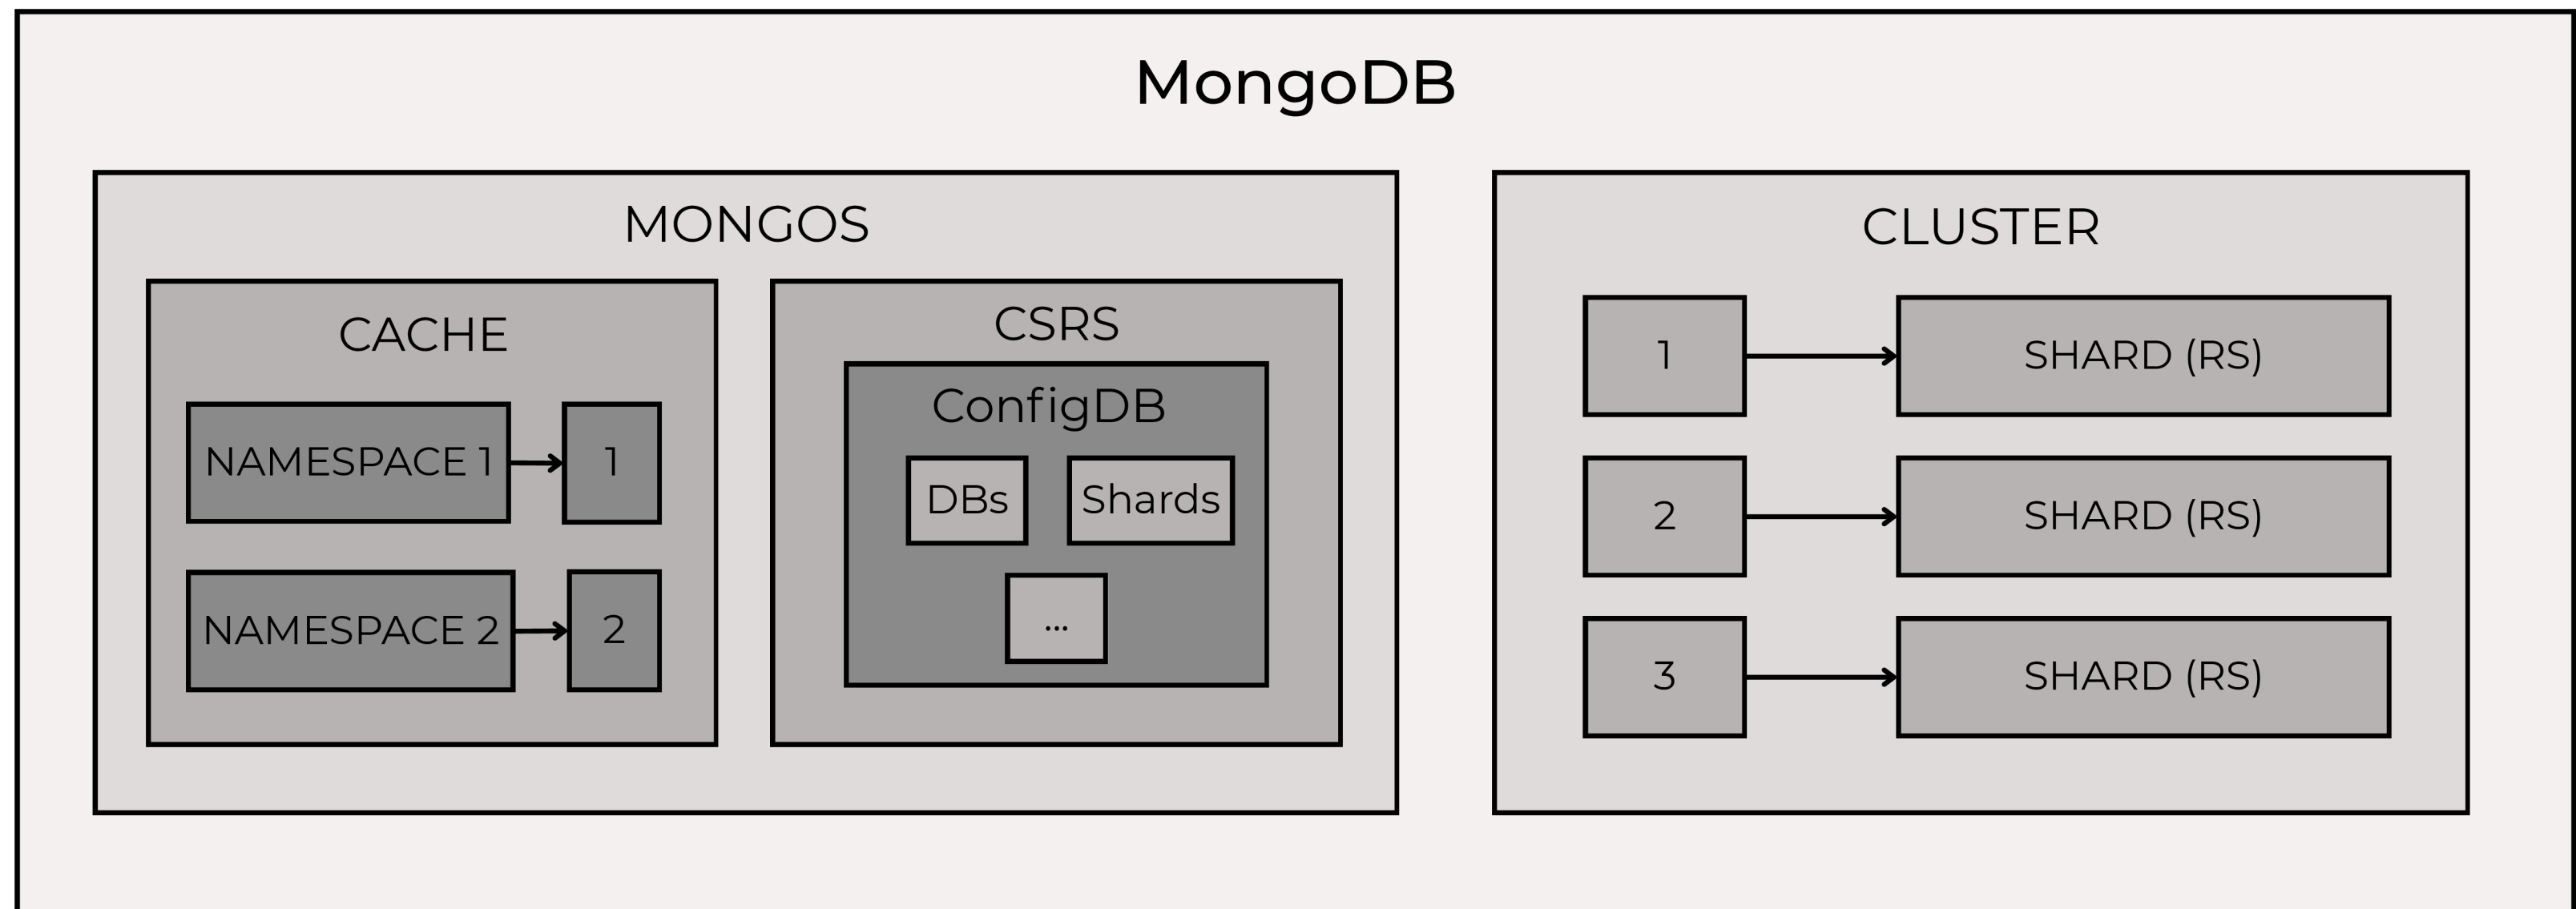 MongoDB
MONGOS
CACHE
NAMESPACE 1
1
NAMESPACE 2
2
CSRS
ConfigDB
DBs
Shards
...
CLUSTER
1
SHARD (RS)
2
SHARD (RS)
3
SHARD (RS)